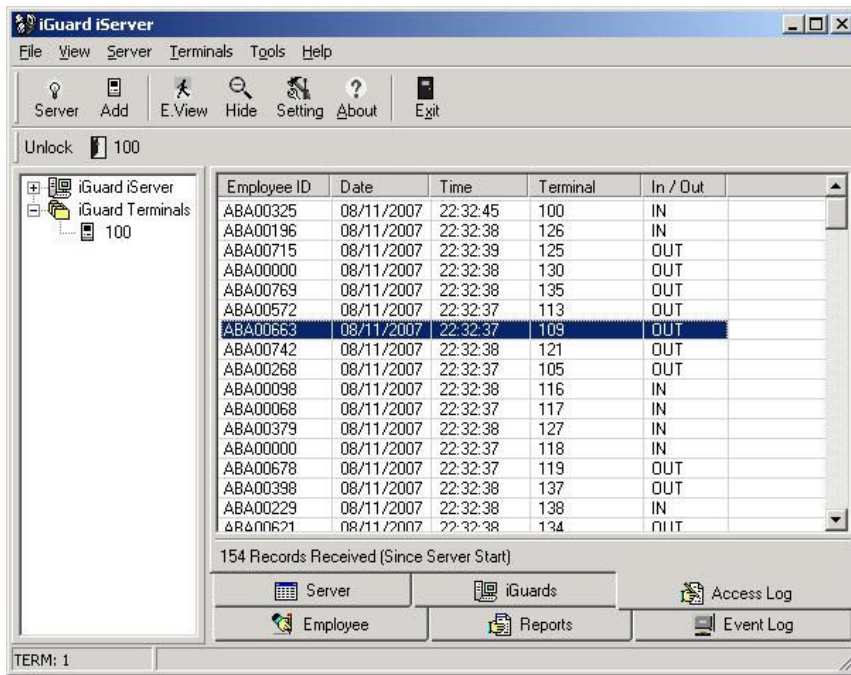 iGuard iServer
File View Server Terminals Tools Help
Server Add E.View Hide Setting About Exit
Unlock 100
iGuard iServer
iGuard Terminals
100
Employee ID Date Time Terminal In / Out
ABA00325 08/11/2007 22:32:45 100 IN
ABA00196 08/11/2007 22:32:38 126 IN
ABA00715 08/11/2007 22:32:39 125 OUT
ABA00000 08/11/2007 22:32:38 130 OUT
ABA00769 08/11/2007 22:32:38 135 OUT
ABA00572 08/11/2007 22:32:37 113 OUT
ABA00663 08/11/2007 22:32:37 109 OUT
ABA00742 08/11/2007 22:32:38 121 OUT
ABA00268 08/11/2007 22:32:37 105 OUT
ABA00098 08/11/2007 22:32:38 116 IN
ABA00068 08/11/2007 22:32:37 117 IN
ABA00379 08/11/2007 22:32:38 127 IN
ABA00000 08/11/2007 22:32:37 118 IN
ABA00678 08/11/2007 22:32:37 119 OUT
ABA00398 08/11/2007 22:32:38 137 OUT
ABA00229 08/11/2007 22:32:38 138 IN
ABA00621 08/11/2007 22:32:38 134 OUT
154 Records Received (Since Server Start)
Server iGuards Access Log
Employee Reports Event Log
TERM: 1